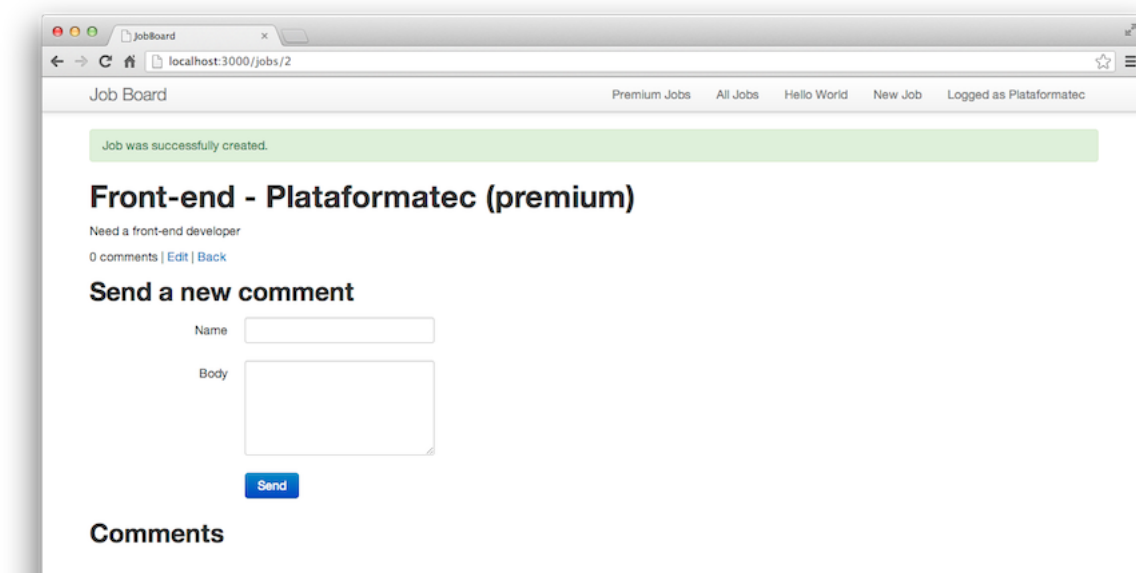 JobBoard
localhost:3000/jobs/2
Job Board Premium Jobs All Jobs Hello World New Job Logged as Plataformatec
Job was successfully created.
Front-end - Plataformatec (premium)
Need a front-end developer
0 comments | Edit | Back
Send a new comment
Name
Body
Send
Comments